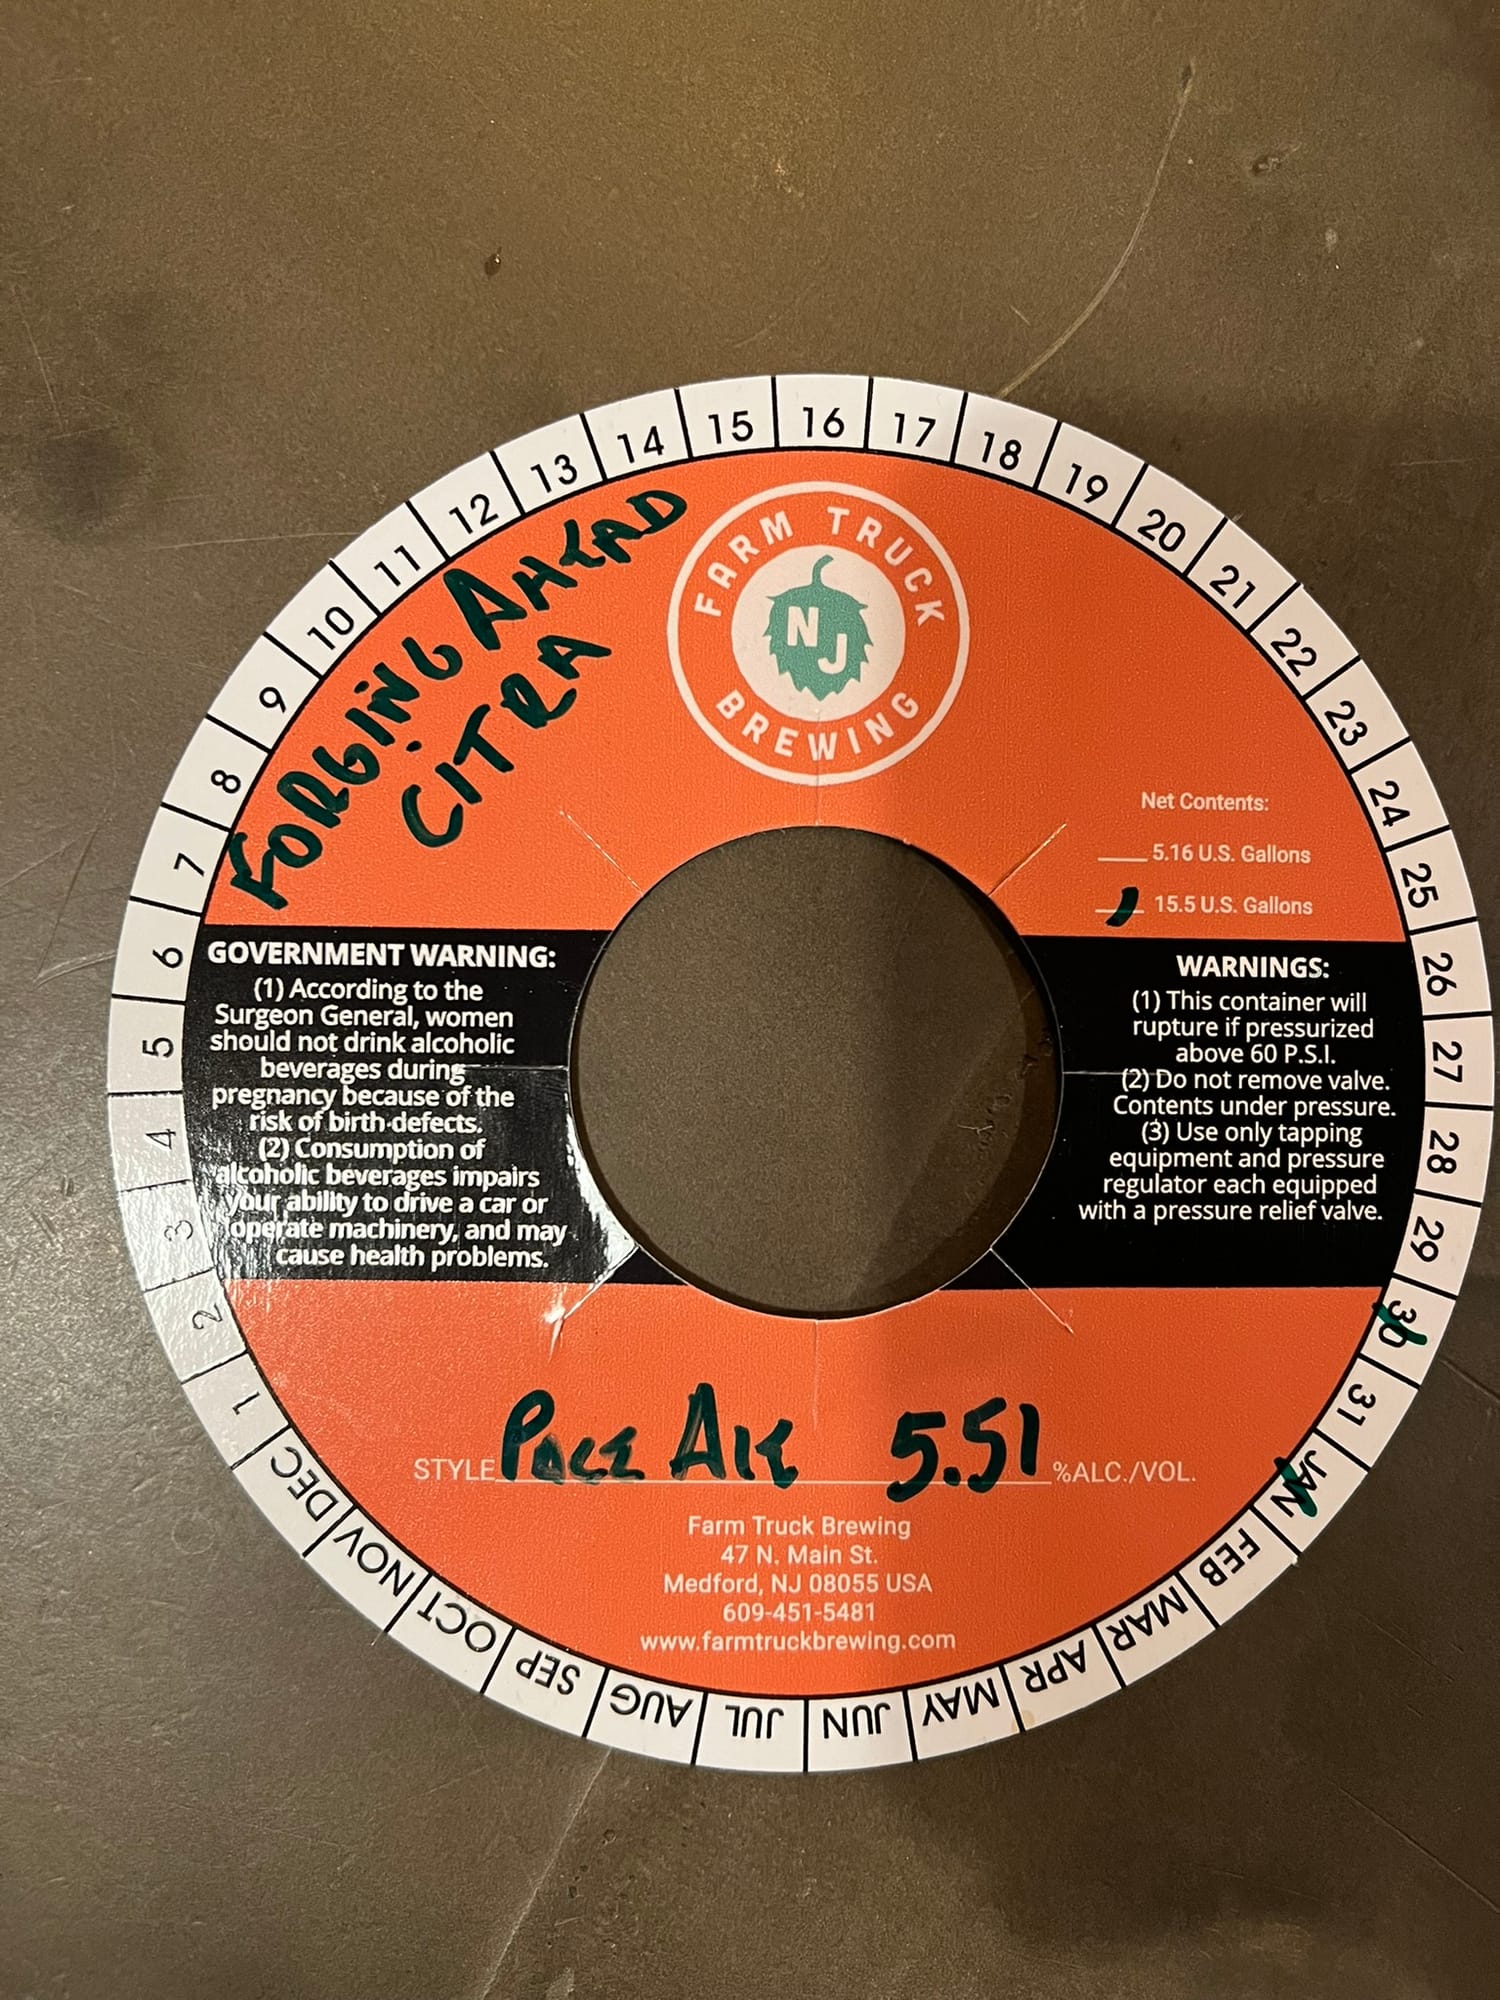 13 14 15 16 17 18 19 20 21 22 23 24 25 26 27 28 29 30 31
12 11 10 9 8 7 6 5 4 3 2 1
JAN FEB MAR APR MAY JUN JUL AUG SEP OCT NOV DEC
FARM TRUCK
NJ
BREWING
FORGING AHEAD
CITRA
Net Contents:
5.16 U.S. Gallons
15.5 U.S. Gallons
GOVERNMENT WARNING:
(1) According to the
Surgeon General, women
should not drink alcoholic
beverages during
pregnancy because of the
risk of birth defects.
(2) Consumption of
alcoholic beverages impairs
your ability to drive a car or
operate machinery, and may
cause health problems.
WARNINGS:
(1) This container will
rupture if pressurized
above 60 P.S.I.
(2) Do not remove valve.
Contents under pressure.
(3) Use only tapping
equipment and pressure
regulator each equipped
with a pressure relief valve.
STYLE PALE ALE 5.51 %ALC./VOL.
Farm Truck Brewing
47 N. Main St.
Medford, NJ 08055 USA
609-451-5481
www.farmtruckbrewing.com